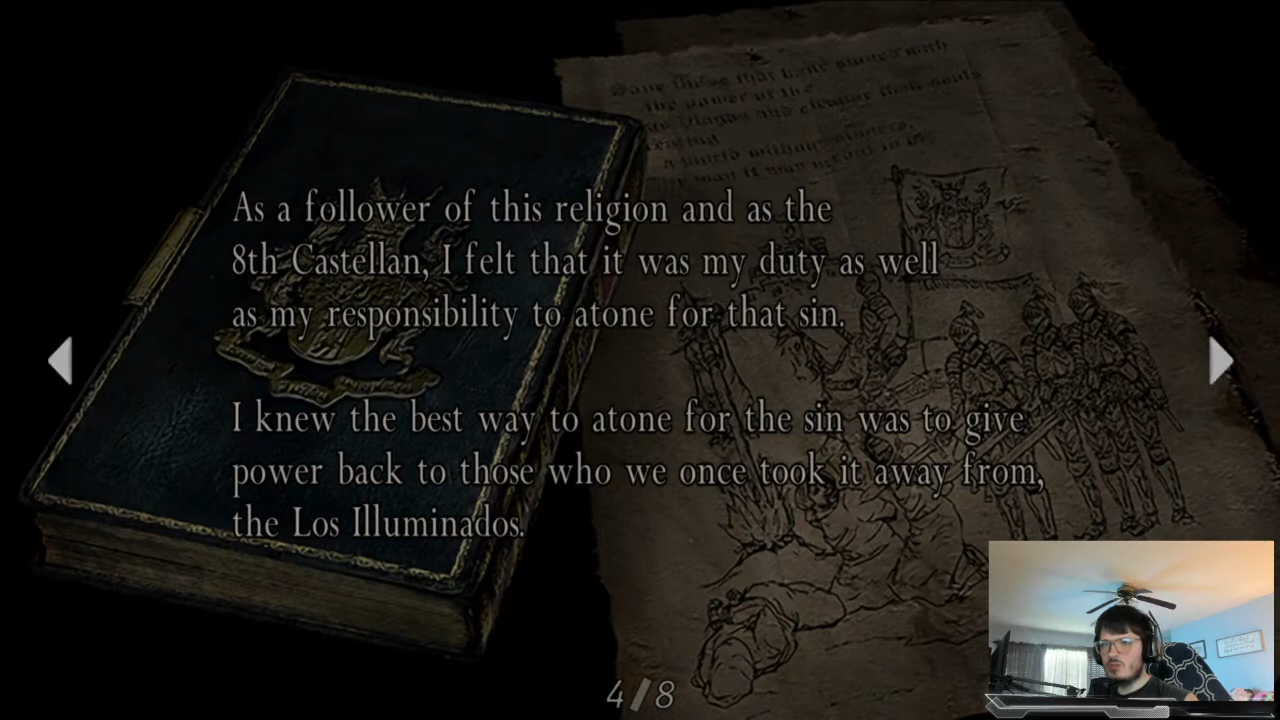 As a follower of this religion and as the
8th Castellan, I felt that it was my duty as well
as my responsibility to atone for that sin.
I knew the best way to atone for the sin was to give
power back to those who we once took it away from,
the Los Illuminados.
4/8